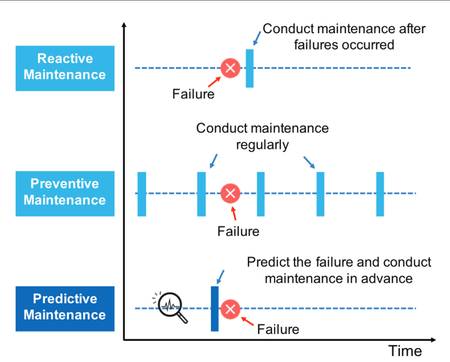 Conduct maintenance after
failures occurred
Reactive
Maintenance
Failure
Conduct maintenance
regularly
Preventive
Maintenance
Failure
Predict the failure and conduct
maintenance in advance
Predictive
Maintenance
Failure
Time